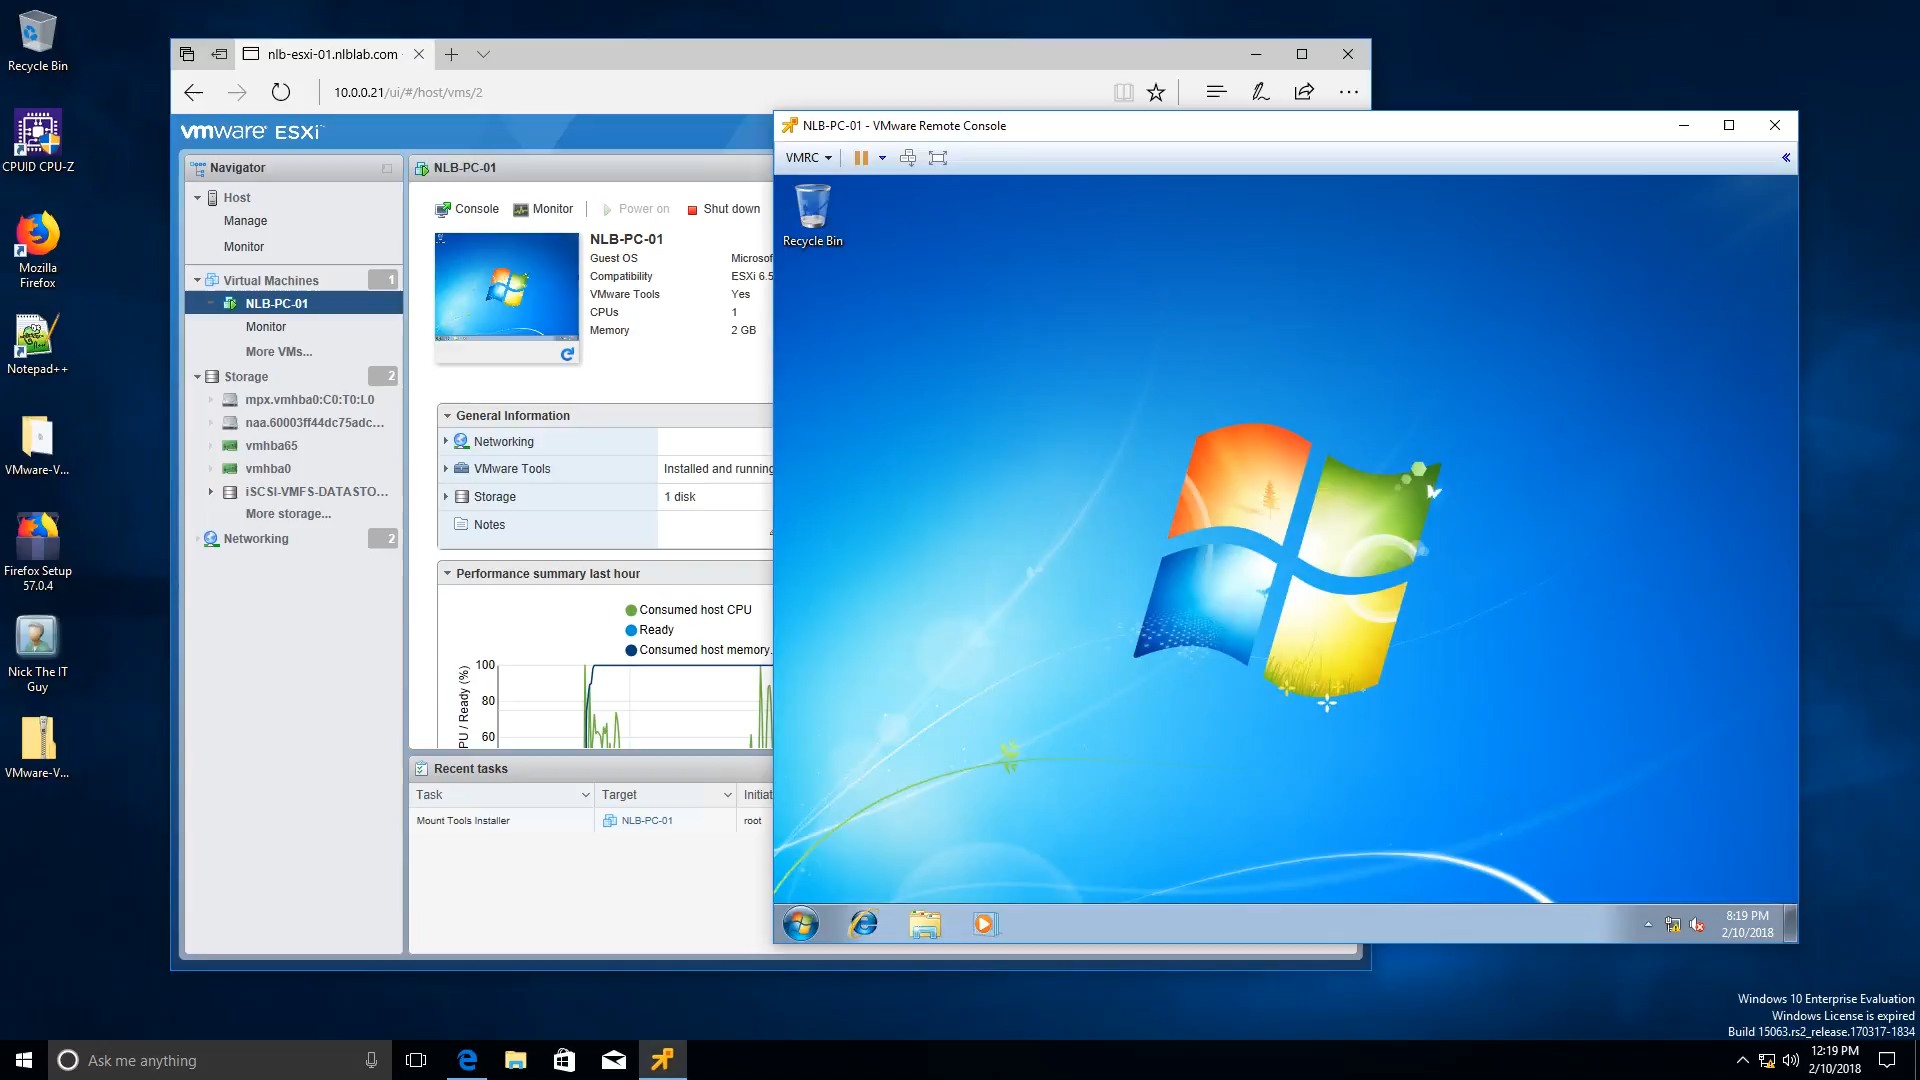 Recycle Bin
CPUID CPU-Z
Mozilla
Firefox
Notepad++
VMware-V...
Firefox Setup
57.0.4
Nick The IT
Guy
VMware-V...
nlb-esxi-01.nlblab.com
10.0.0.21/ui/#/host/vms/2
vmware ESXi
Navigator
Host
Manage
Monitor
Virtual Machines 1
NLB-PC-01
Monitor
More VMs...
Storage 2
mpx.vmhba0:C0:T0:L0
naa.60003ff44dc75adc...
vmhba65
vmhba0
iSCSI-VMFS-DATASTO...
More storage...
Networking 2
NLB-PC-01
Console Monitor Power on Shut down
NLB-PC-01
Guest OS Microsof
Compatibility ESXi 6.5
VMware Tools Yes
CPUs 1
Memory 2 GB
General Information
Networking
VMware Tools Installed and running
Storage 1 disk
Notes
Performance summary last hour
Consumed host CPU
Ready
Consumed host memory.
PU / Ready (%)
100
80
60
Recent tasks
Task Target Initiat
Mount Tools Installer NLB-PC-01 root
NLB-PC-01 - VMware Remote Console
VMRC
Recycle Bin
8:19 PM
2/10/2018
Windows 10 Enterprise Evaluation
Windows License is expired
Build 15063.rs2_release.170317-1834
Ask me anything
12:19 PM
2/10/2018